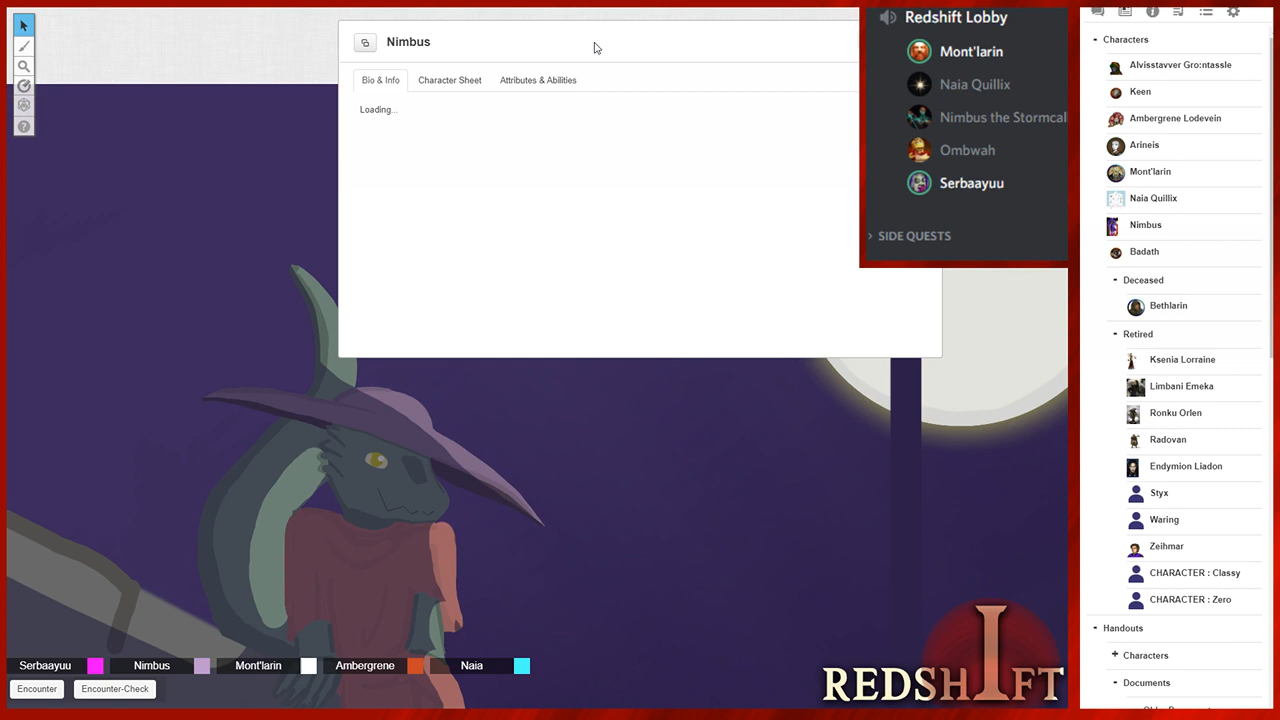 Nimbus
Bio & Info
Character Sheet
Attributes & Abilities
Loading...
Redshift Lobby
Mont'larin
Naia Quillix
Nimbus the Stormcal
Ombwah
Serbaayuu
> SIDE QUESTS
Characters
Alvisstavver Gro:ntassle
Keen
Ambergrene Lodevein
Arineis
Mont'larin
Naia Quillix
Nimbus
Badath
- Deceased
Bethlarin
- Retired
Ksenia Lorraine
Limbani Emeka
Ronku Orlen
Radovan
Endymion Liadon
Styx
Waring
Zeihmar
CHARACTER : Classy
CHARACTER : Zero
- Handouts
+ Characters
- Documents
Serbaayuu
Nimbus
Mont'larin
Ambergrene
Naia
Encounter
Encounter-Check
REDSHIFT